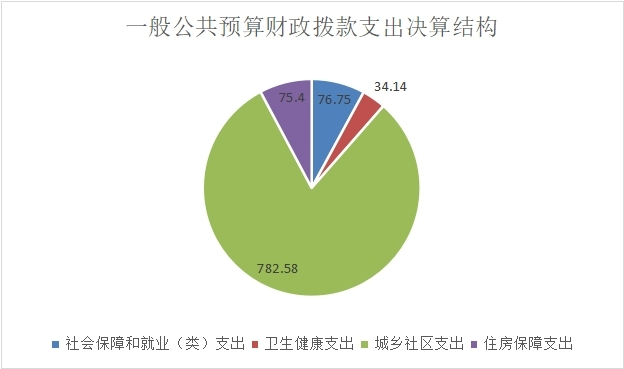 一般公共预算财政拨款支出决算结构
75.4
76.75
34.14
782.58
社会保障和就业（类）支出 卫生健康支出 城乡社区支出 住房保障支出